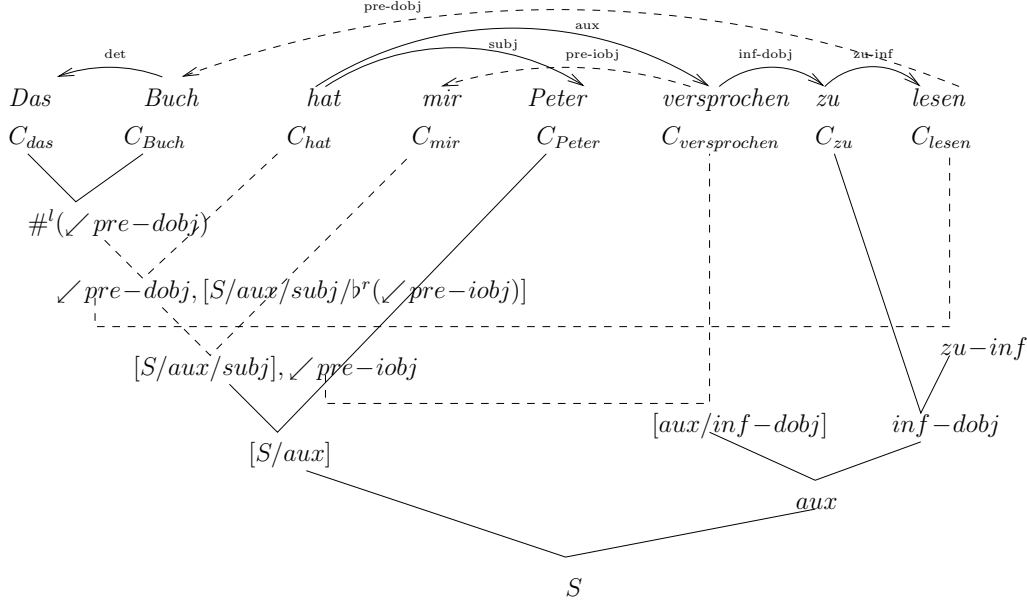 pre-dobj
aux
det subj pre-iobj inf-dobj zu-inf
Das Buch hat mir Peter versprochen zu lesen
C_das C_Buch C_hat C_mir C_Peter C_versprochen C_zu C_lesen
#^l(↙pre−dobj)
↙pre−dobj,[S/aux/subj/♭^r(↙pre−iobj)]
zu−inf
[S/aux/subj],↙pre−iobj
[aux/inf−dobj] inf−dobj
[S/aux]
aux
S